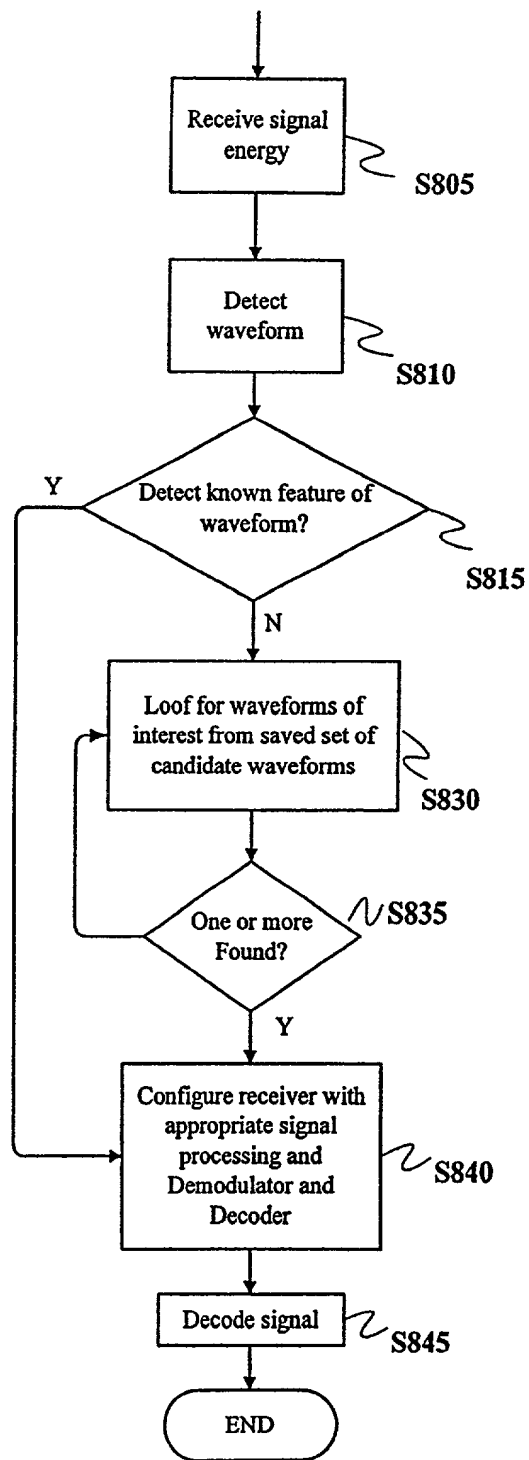 Receive signal
energy
S805
Detect
waveform
S810
Y
Detect known feature of
waveform?
S815
N
Loof for waveforms of
interest from saved set of
candidate waveforms
S830
One or more
Found?
S835
Y
Configure receiver with
appropriate signal
processing and
Demodulator and
Decoder
S840
Decode signal
S845
END